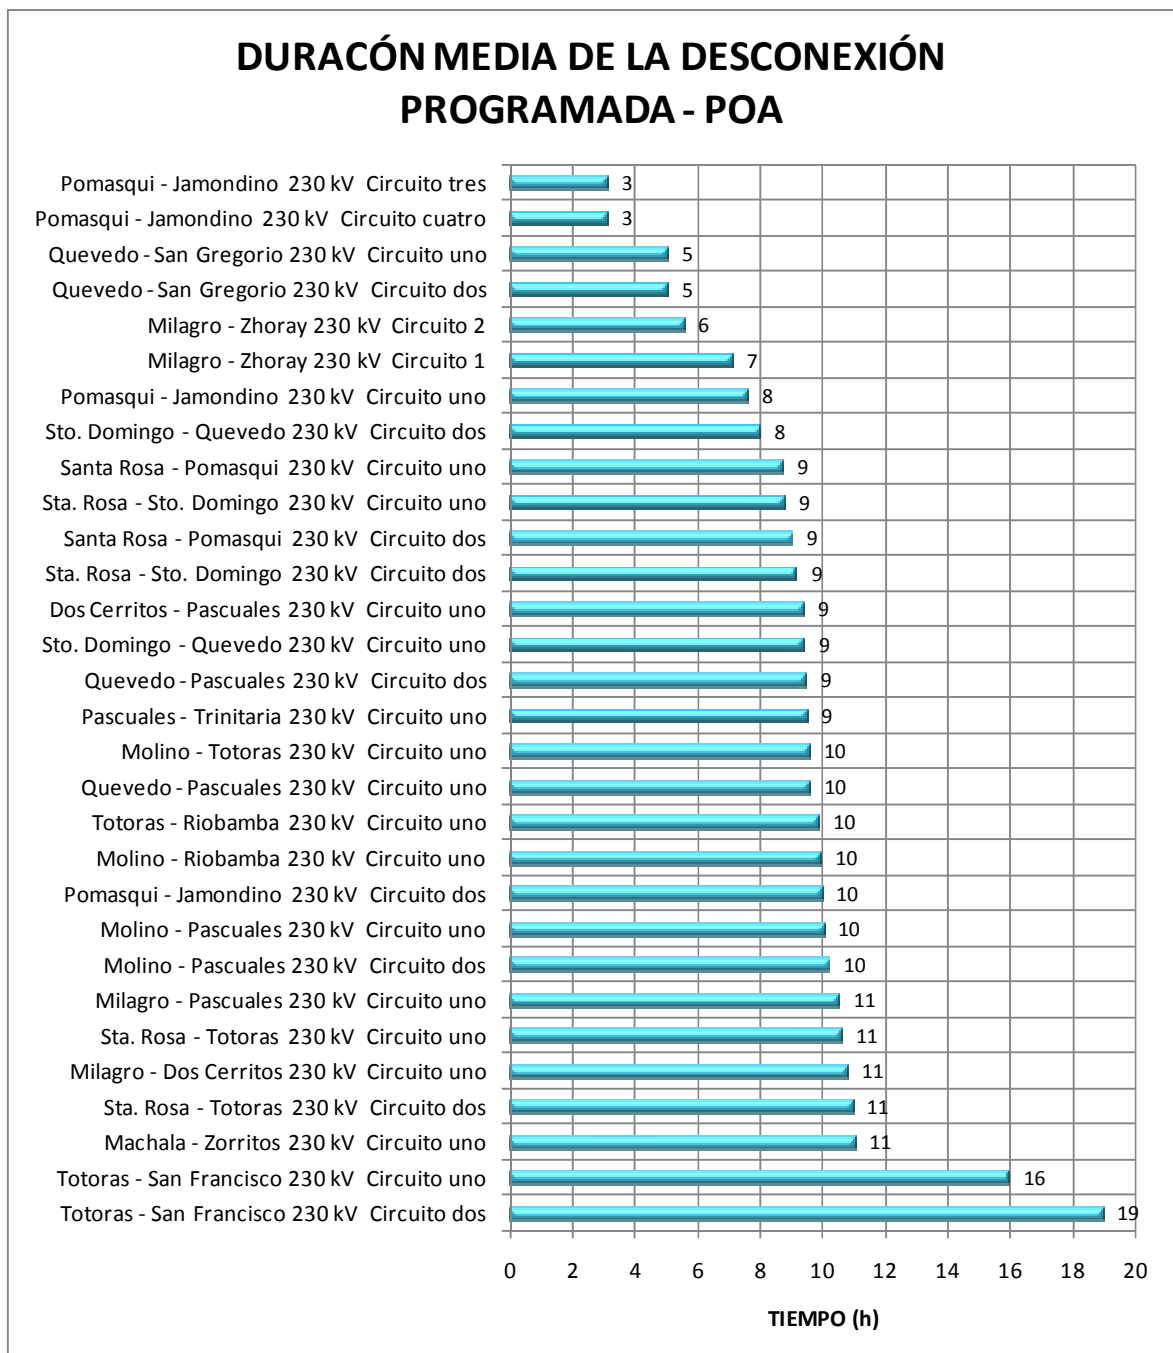 DURACÓN MEDIA DE LA DESCONEXIÓN
PROGRAMADA - POA
Pomasqui - Jamondino 230 kV Circuito tres 3
Pomasqui - Jamondino 230 kV Circuito cuatro 3
Quevedo - San Gregorio 230 kV Circuito uno 5
Quevedo - San Gregorio 230 kV Circuito dos 5
Milagro - Zhoray 230 kV Circuito 2 6
Milagro - Zhoray 230 kV Circuito 1 7
Pomasqui - Jamondino 230 kV Circuito uno 8
Sto. Domingo - Quevedo 230 kV Circuito dos 8
Santa Rosa - Pomasqui 230 kV Circuito uno 9
Sta. Rosa - Sto. Domingo 230 kV Circuito uno 9
Santa Rosa - Pomasqui 230 kV Circuito dos 9
Sta. Rosa - Sto. Domingo 230 kV Circuito dos 9
Dos Cerritos - Pascuales 230 kV Circuito uno 9
Sto. Domingo - Quevedo 230 kV Circuito uno 9
Quevedo - Pascuales 230 kV Circuito dos 9
Pascuales - Trinitaria 230 kV Circuito uno 9
Molino - Totoras 230 kV Circuito uno 10
Quevedo - Pascuales 230 kV Circuito uno 10
Totoras - Riobamba 230 kV Circuito uno 10
Molino - Riobamba 230 kV Circuito uno 10
Pomasqui - Jamondino 230 kV Circuito dos 10
Molino - Pascuales 230 kV Circuito uno 10
Molino - Pascuales 230 kV Circuito dos 10
Milagro - Pascuales 230 kV Circuito uno 11
Sta. Rosa - Totoras 230 kV Circuito uno 11
Milagro - Dos Cerritos 230 kV Circuito uno 11
Sta. Rosa - Totoras 230 kV Circuito dos 11
Machala - Zorritos 230 kV Circuito uno 11
Totoras - San Francisco 230 kV Circuito uno 16
Totoras - San Francisco 230 kV Circuito dos 19
0 2 4 6 8 10 12 14 16 18 20
TIEMPO (h)